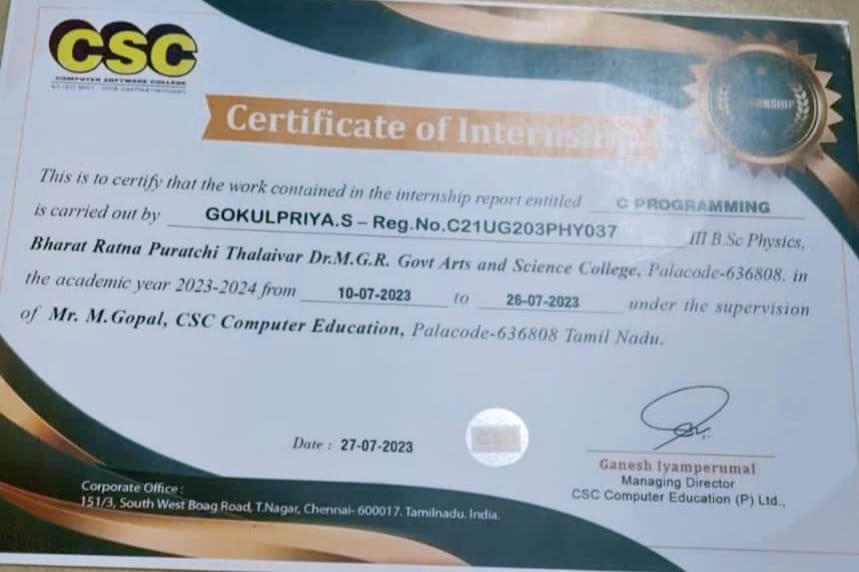 CSC
COMPUTER SOFTWARE COLLEGE
Certificate of Internship
INTERNSHIP
This is to certify that the work contained in the internship report entitled C PROGRAMMING
is carried out by GOKULPRIYA.S – Reg.No.C21UG203PHY037 III B.Sc Physics,
Bharat Ratna Puratchi Thalaivar Dr.M.G.R. Govt Arts and Science College, Palacode-636808. in
the academic year 2023-2024 from 10-07-2023 to 26-07-2023 under the supervision
of Mr. M.Gopal, CSC Computer Education, Palacode-636808 Tamil Nadu.
Date : 27-07-2023
CSC
Ganesh Iyamperumal
Managing Director
CSC Computer Education (P) Ltd.,
Corporate Office :
151/3, South West Boag Road, T.Nagar, Chennai- 600017. Tamilnadu. India.